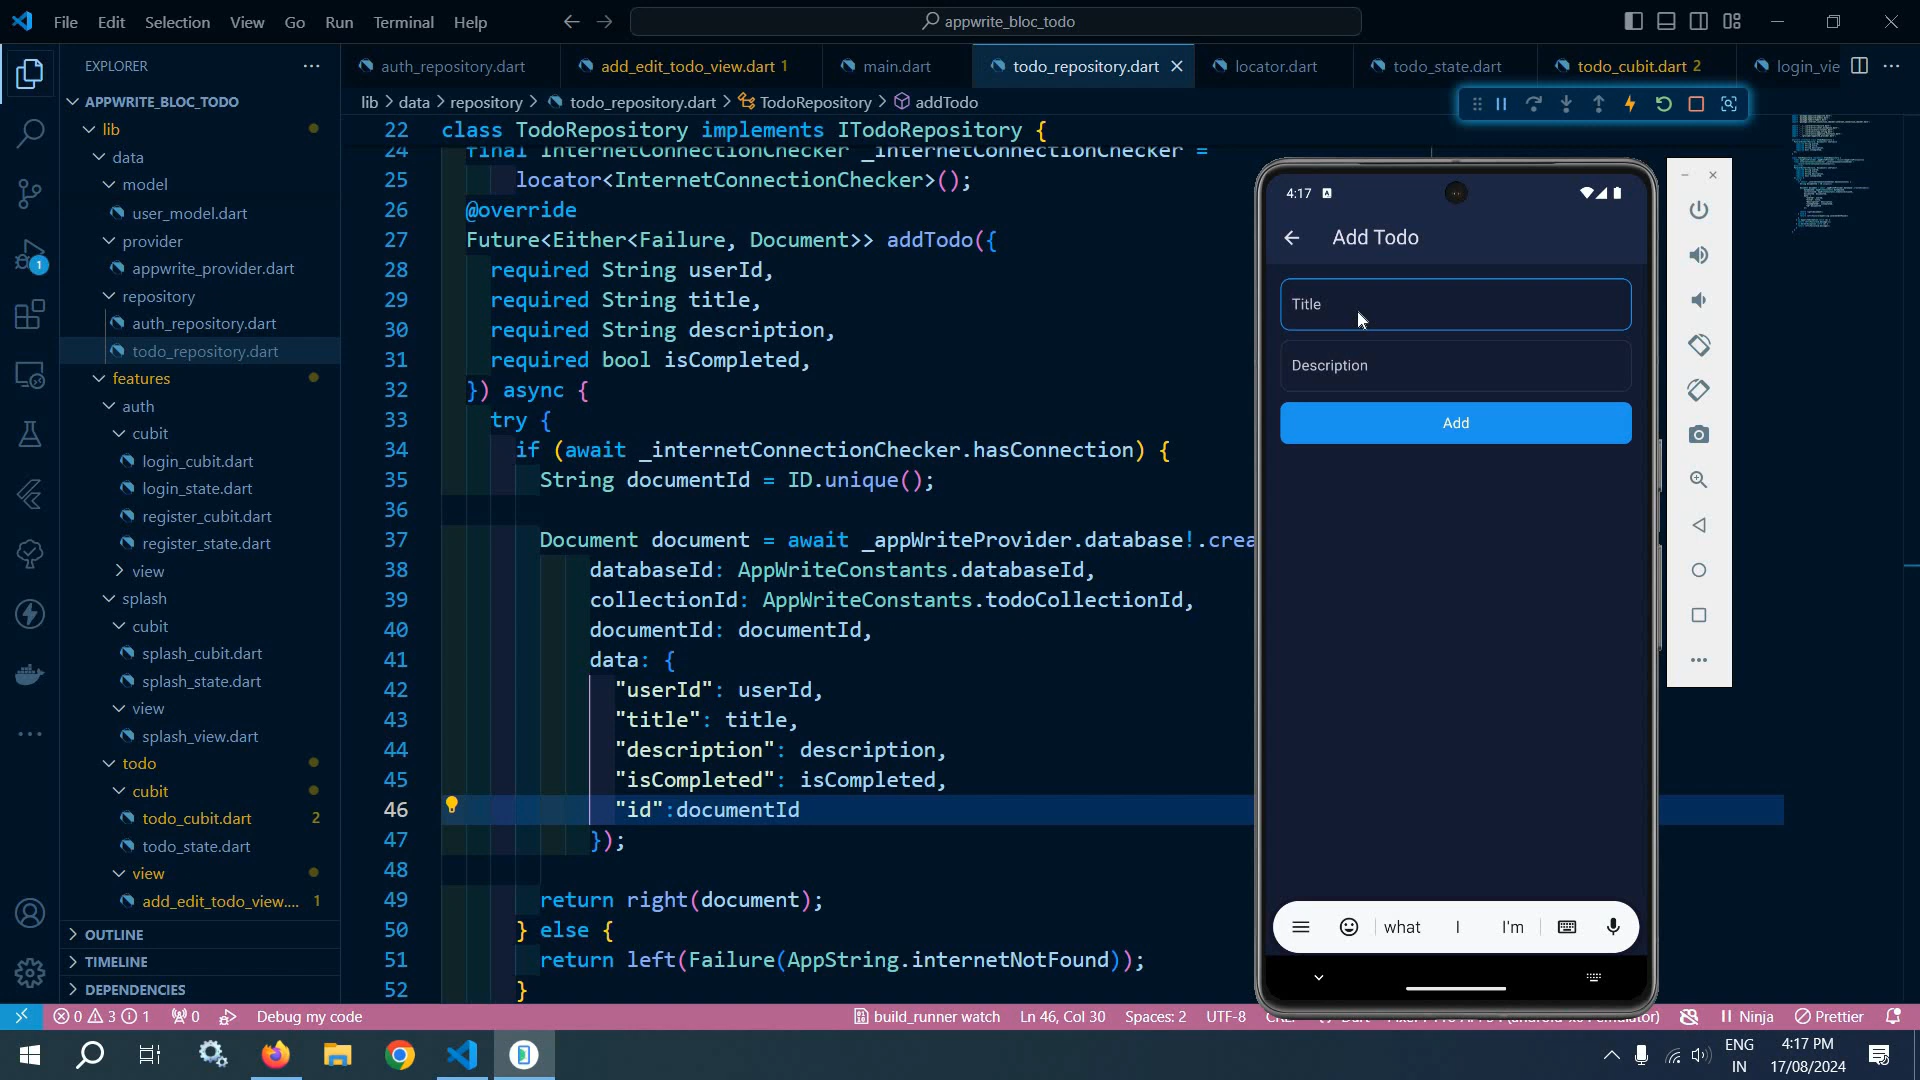 File Edit Selection View Go Run Terminal Help
appwrite_bloc_todo
EXPLORER
APPWRITE_BLOC_TODO
lib
data
model
user_model.dart
provider
appwrite_provider.dart
repository
auth_repository.dart
todo_repository.dart
features
auth
cubit
login_cubit.dart
login_state.dart
register_cubit.dart
register_state.dart
view
splash
cubit
splash_cubit.dart
splash_state.dart
view
splash_view.dart
todo
cubit
todo_cubit.dart 2
todo_state.dart
view
add_edit_todo_view.... 1
OUTLINE
TIMELINE
DEPENDENCIES
1
auth_repository.dart add_edit_todo_view.dart 1 main.dart todo_repository.dart locator.dart todo_state.dart todo_cubit.dart 2 login_vie
lib > data > repository > todo_repository.dart > TodoRepository > addTodo
22 class TodoRepository implements ITodoRepository {
24 final InternetConnectionChecker _internetConnectionChecker =
25 locator<InternetConnectionChecker>();
26 @override
27 Future<Either<Failure, Document>> addTodo({
28 required String userId,
29 required String title,
30 required String description,
31 required bool isCompleted,
32 }) async {
33 try {
34 if (await _internetConnectionChecker.hasConnection) {
35 String documentId = ID.unique();
36
37 Document document = await _appWriteProvider.database!.crea
38 databaseId: AppWriteConstants.databaseId,
39 collectionId: AppWriteConstants.todoCollectionId,
40 documentId: documentId,
41 data: {
42 "userId": userId,
43 "title": title,
44 "description": description,
45 "isCompleted": isCompleted,
46 "id":documentId
47 });
48
49 return right(document);
50 } else {
51 return left(Failure(AppString.internetNotFound));
52 }
4:17
Add Todo
Title
Description
Add
what I I'm
0 3 1 0 Debug my code
build_runner watch Ln 46, Col 30 Spaces: 2 UTF-8
Ninja Prettier
ENG
IN
4:17 PM
17/08/2024